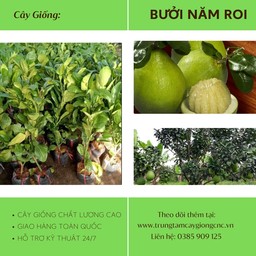 Cây Giống:
BƯỞI NĂM ROI
CÂY GIỐNG CHẤT LƯỢNG CAO
GIAO HÀNG TOÀN QUỐC
HỖ TRỢ KỸ THUẬT 24/7
Theo dõi thêm tại:
www.trungtamcaygiongcnc.vn
Liên hệ: 0385 909 125